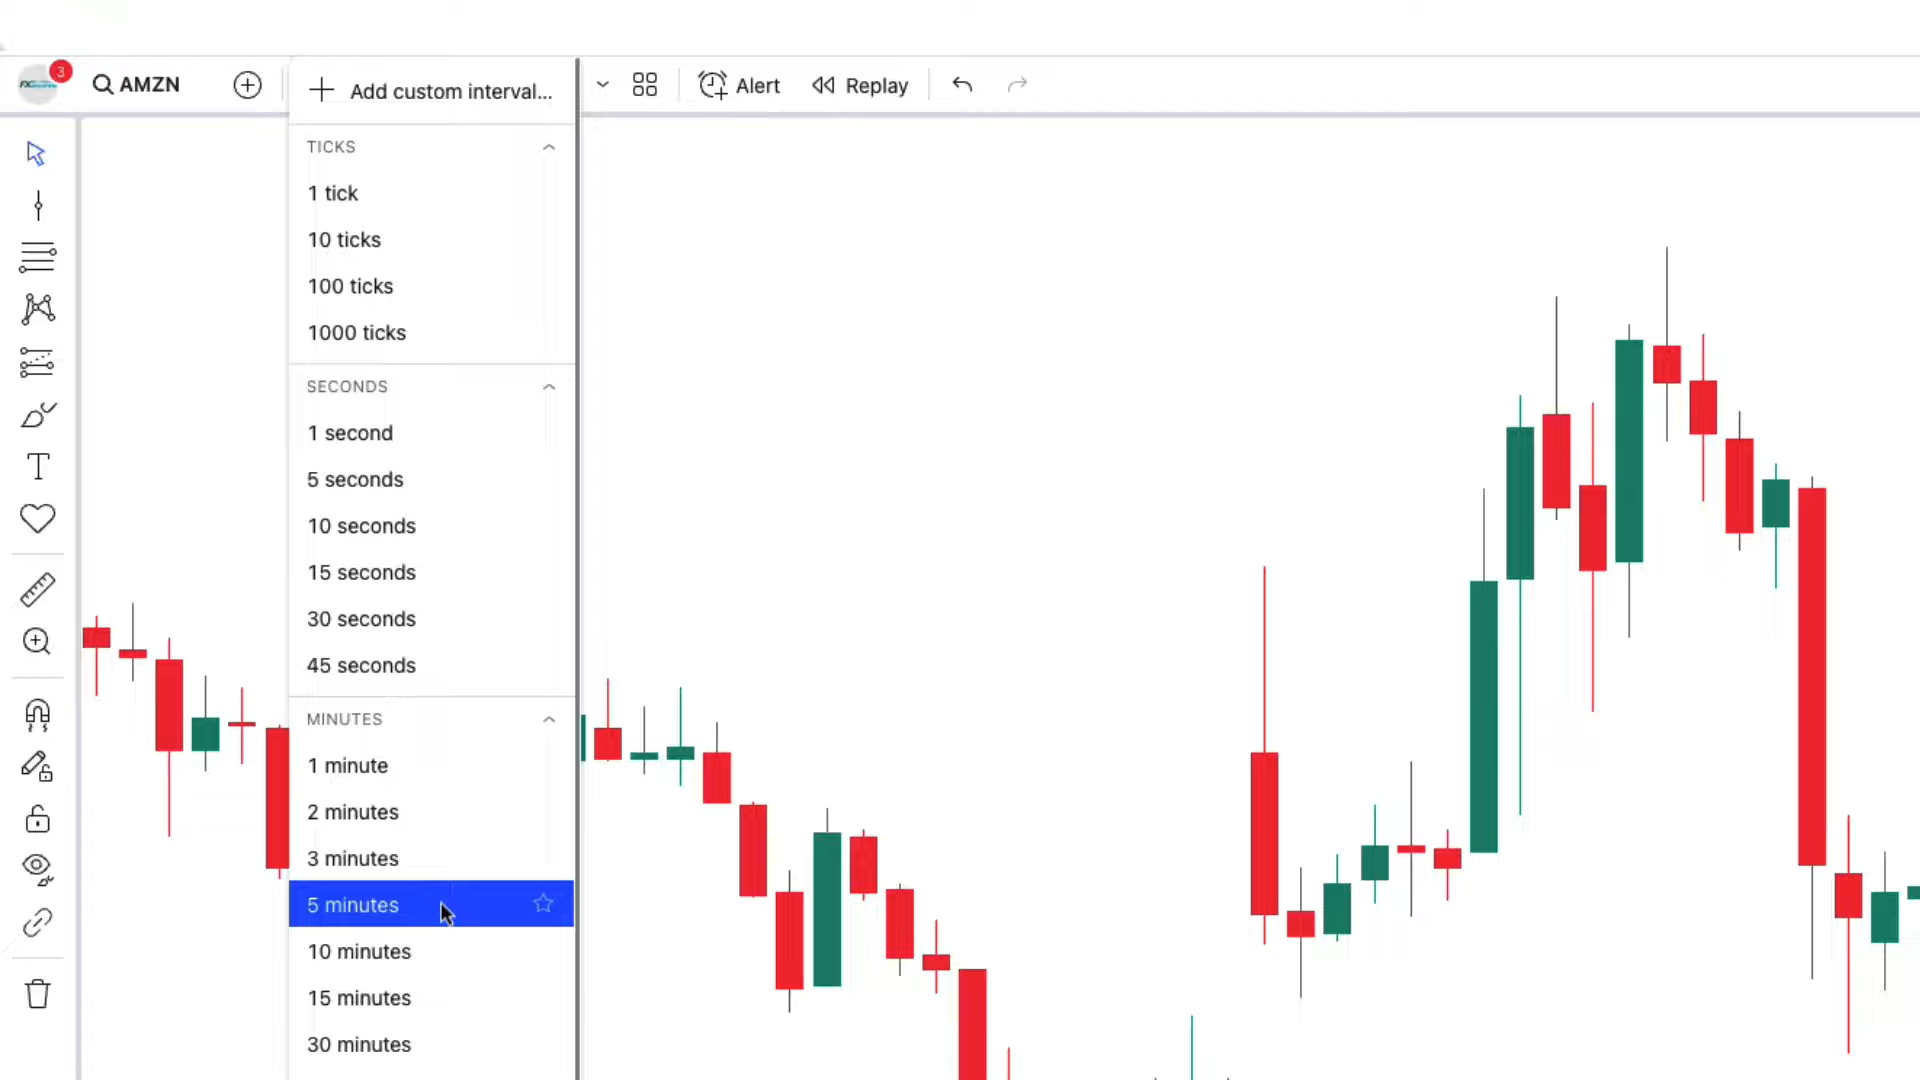 3
AMZN
Add custom interval...
Alert
Replay
TICKS
1 tick
10 ticks
100 ticks
1000 ticks
SECONDS
1 second
5 seconds
10 seconds
15 seconds
30 seconds
45 seconds
MINUTES
1 minute
2 minutes
3 minutes
5 minutes
10 minutes
15 minutes
30 minutes